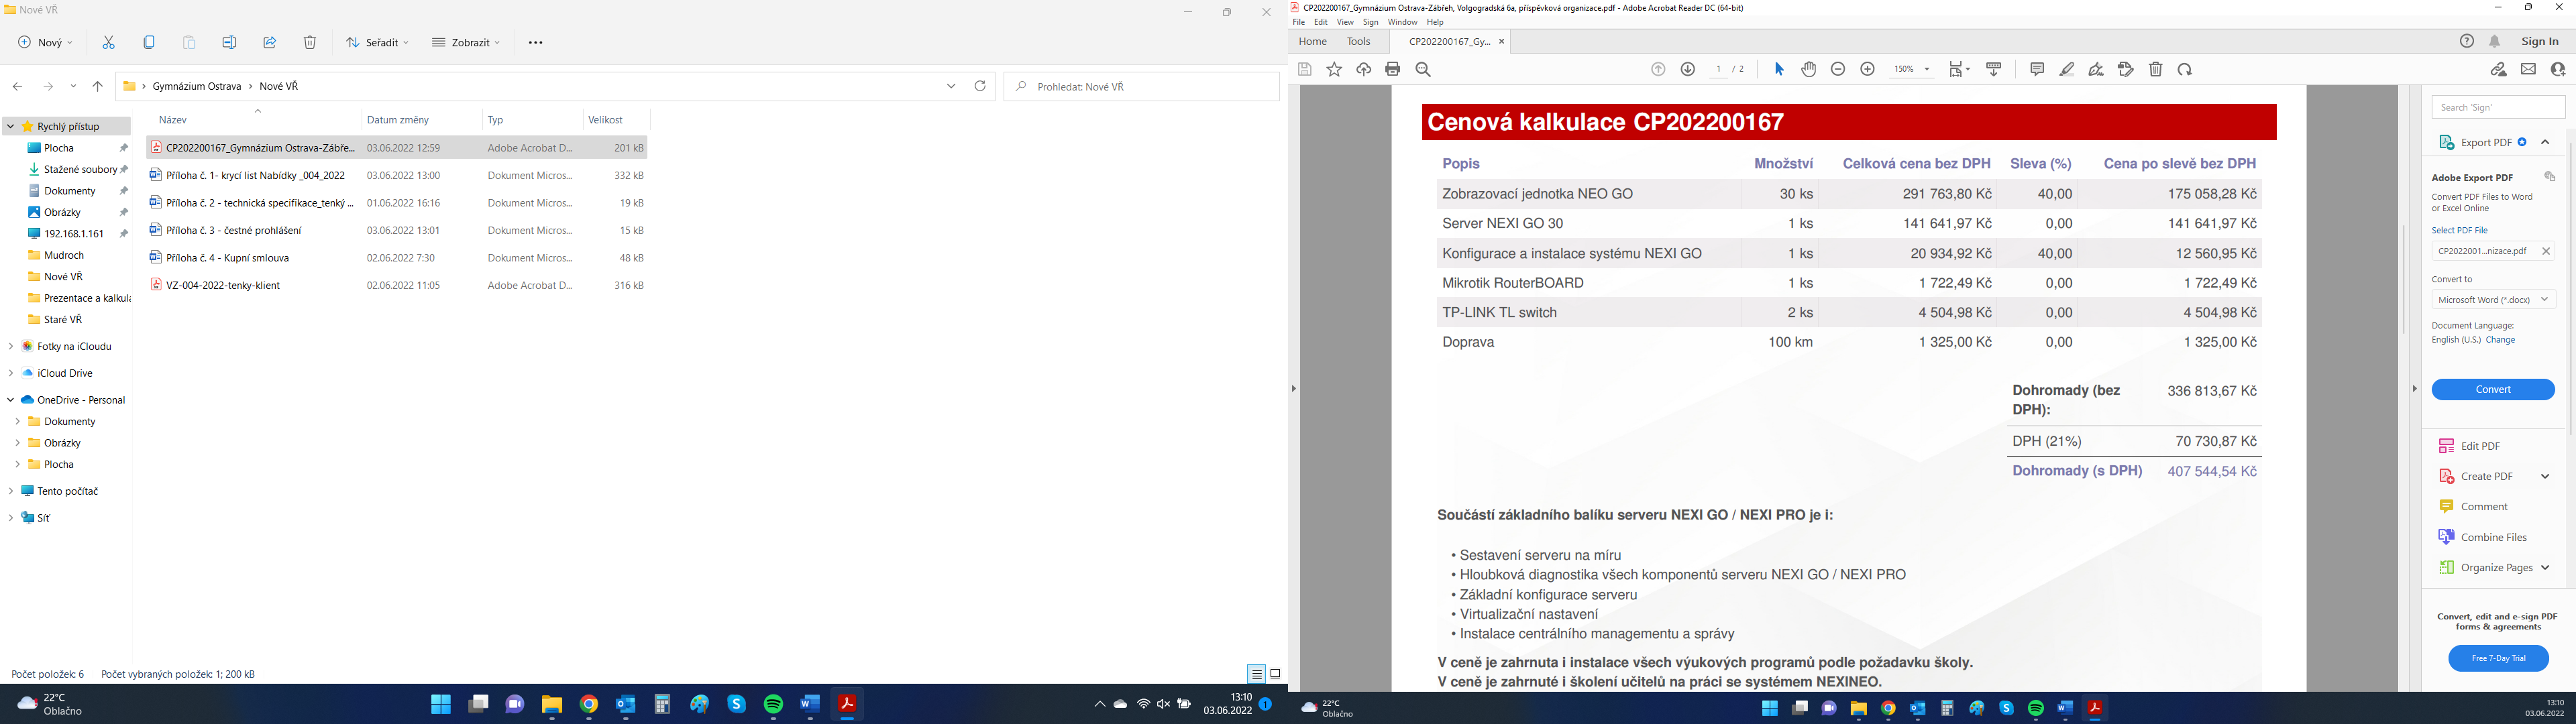 Nové VŘ
Nový
Seřadit
Zobrazit
Gymnázium Ostrava > Nové VŘ
Prohledat: Nové VŘ
Rychlý přístup
Plocha
Stažené soubory
Dokumenty
Obrázky
192.168.1.161
Mudroch
Nové VŘ
Prezentace a kalkula
Staré VŘ
Fotky na iCloudu
iCloud Drive
OneDrive - Personal
Dokumenty
Obrázky
Plocha
Tento počítač
Síť
Název Datum změny Typ Velikost
CP202200167_Gymnázium Ostrava-Zábře... 03.06.2022 12:59 Adobe Acrobat D... 201 kB
Příloha č. 1- krycí list Nabídky _004_2022 03.06.2022 13:00 Dokument Micros... 332 kB
Příloha č. 2 - technická specifikace_tenký ... 01.06.2022 16:16 Dokument Micros... 19 kB
Příloha č. 3 - čestné prohlášení 03.06.2022 13:01 Dokument Micros... 15 kB
Příloha č. 4 - Kupní smlouva 02.06.2022 7:30 Dokument Micros... 48 kB
VZ-004-2022-tenky-klient 02.06.2022 11:05 Adobe Acrobat D... 316 kB
Počet položek: 6 Počet vybraných položek: 1; 200 kB
22°C
Oblačno
13:10
03.06.2022
1
CP202200167_Gymnázium Ostrava-Zábřeh, Volgogradská 6a, příspěvková organizace.pdf - Adobe Acrobat Reader DC (64-bit)
File Edit View Sign Window Help
Home Tools CP202200167_Gy... × Sign In
1 / 2 150%
Cenová kalkulace CP202200167
Popis Množství Celková cena bez DPH Sleva (%) Cena po slevě bez DPH
Zobrazovací jednotka NEO GO 30 ks 291 763,80 Kč 40,00 175 058,28 Kč
Server NEXI GO 30 1 ks 141 641,97 Kč 0,00 141 641,97 Kč
Konfigurace a instalace systému NEXI GO 1 ks 20 934,92 Kč 40,00 12 560,95 Kč
Mikrotik RouterBOARD 1 ks 1 722,49 Kč 0,00 1 722,49 Kč
TP-LINK TL switch 2 ks 4 504,98 Kč 0,00 4 504,98 Kč
Doprava 100 km 1 325,00 Kč 0,00 1 325,00 Kč
Dohromady (bez DPH): 336 813,67 Kč
DPH (21%) 70 730,87 Kč
Dohromady (s DPH) 407 544,54 Kč
Součástí základního balíku serveru NEXI GO / NEXI PRO je i:
• Sestavení serveru na míru
• Hloubková diagnostika všech komponentů serveru NEXI GO / NEXI PRO
• Základní konfigurace serveru
• Virtualizační nastavení
• Instalace centrálního managementu a správy
V ceně je zahrnuta i instalace všech výukových programů podle požadavku školy.
V ceně je zahrnuté i školení učitelů na práci se systémem NEXINEO.
Search 'Sign'
Export PDF
Adobe Export PDF
Convert PDF Files to Word
or Excel Online
Select PDF File
CP2022001...nizace.pdf
Convert to
Microsoft Word (*.docx)
Document Language:
English (U.S.) Change
Convert
Edit PDF
Create PDF
Comment
Combine Files
Organize Pages
Convert, edit and e-sign PDF
forms & agreements
Free 7-Day Trial
22°C
Oblačno
13:10
03.06.2022